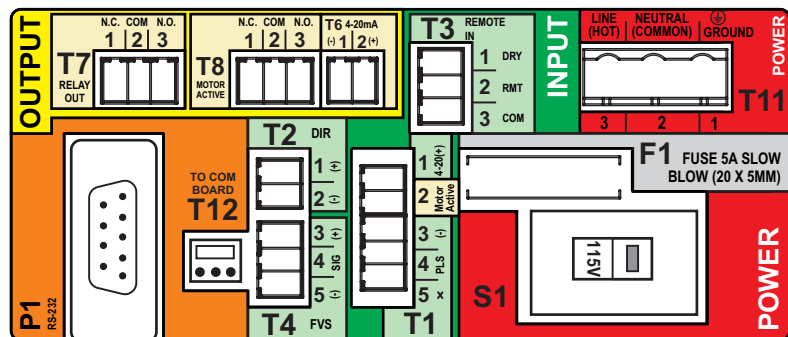 OUTPUT
N.C. COM N.O.
1 2 3
T7
RELAY
OUT
N.C. COM N.O.
1 2 3
T8
MOTOR
ACTIVE
T6 4-20mA
(-) 1 2 (+)
T3 REMOTE
IN
1 DRY
2 RMT
3 COM
INPUT
LINE
(HOT)
NEUTRAL
(COMMON)
GROUND
POWER
T11
3 2 1
P1
RS-232
TO COM
BOARD
T12
T2 DIR
1 (+)
2 (-)
3 (+)
4 SIG
5 (-)
T4 FVS
1 4-20(+)
2 Motor
Active
3 (-)
4 PLS
5 x
T1
F1 FUSE 5A SLOW
BLOW (20 X 5MM)
115V
S1
POWER